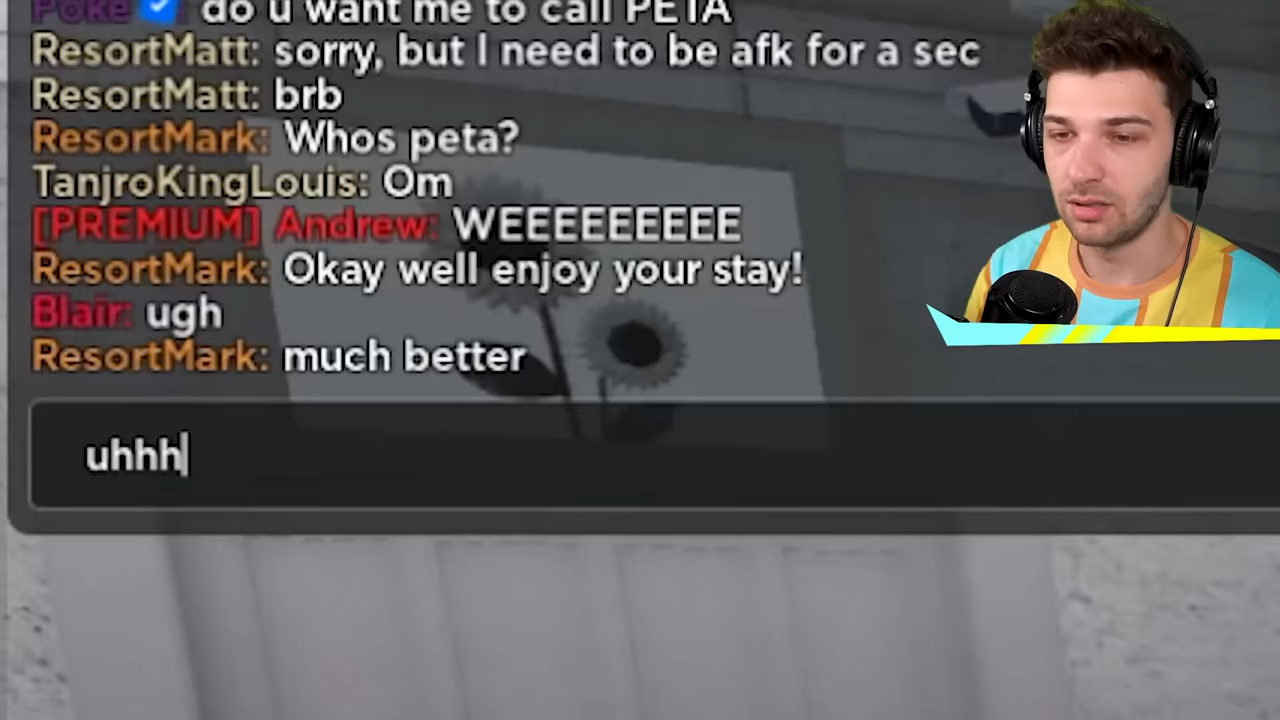 Poke do u want me to call PETA
ResortMatt: sorry, but I need to be afk for a sec
ResortMatt: brb
ResortMark: Whos peta?
TanjroKingLouis: Om
[PREMIUM] Andrew: WEEEEEEEEE
ResortMark: Okay well enjoy your stay!
Blair: ugh
ResortMark: much better
uhhh